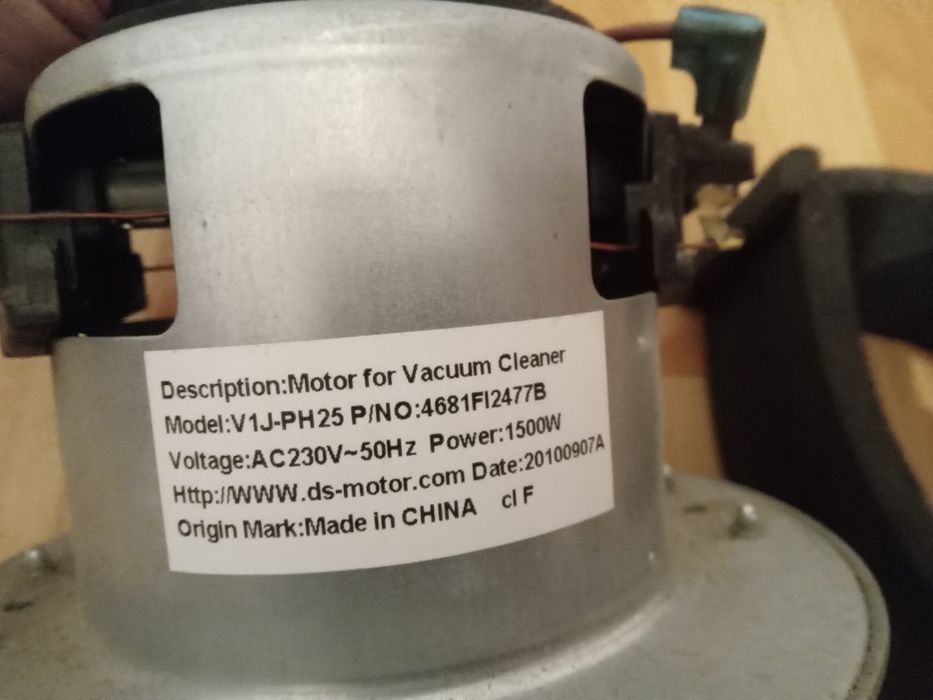 Description:Motor for Vacuum Cleaner
Model:V1J-PH25 P/NO:4681FI2477B
Voltage:AC230V~50Hz Power:1500W
Http://WWW.ds-motor.com Date:20100907A
Origin Mark:Made in CHINA cl F